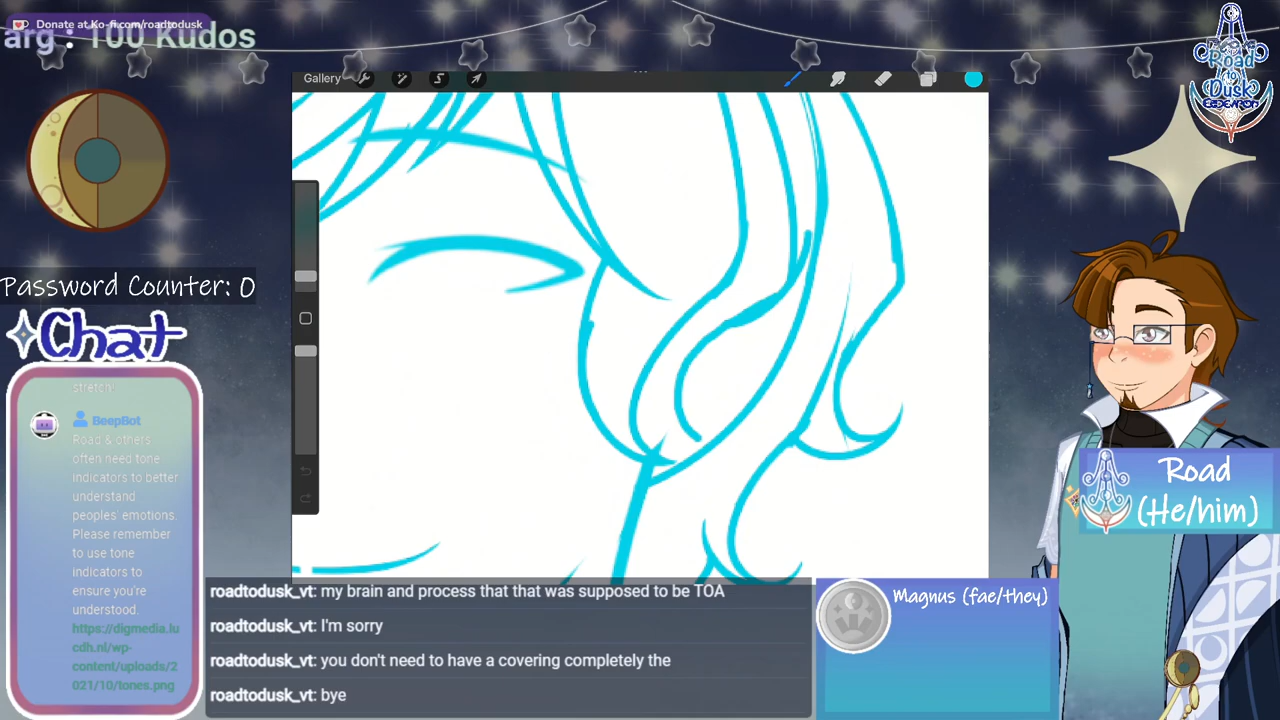 Donate at Ko-fi.com/roadtodusk
arg : 100 Kudos
Gallery
Road
to
Dusk
Password Counter: 0
Chat
stretch!
BeepBot
Road & others
often need tone
indicators to better
understand
peoples' emotions.
Please remember
to use tone
indicators to
ensure you're
understood.
https://digmedia.lu
cdh.nl/wp-
content/uploads/2
021/10/tones.png
roadtodusk_vt: my brain and process that that was supposed to be TOA
roadtodusk_vt: I'm sorry
roadtodusk_vt: you don't need to have a covering completely the
roadtodusk_vt: bye
Magnus (fae/they)
Road
(He/him)